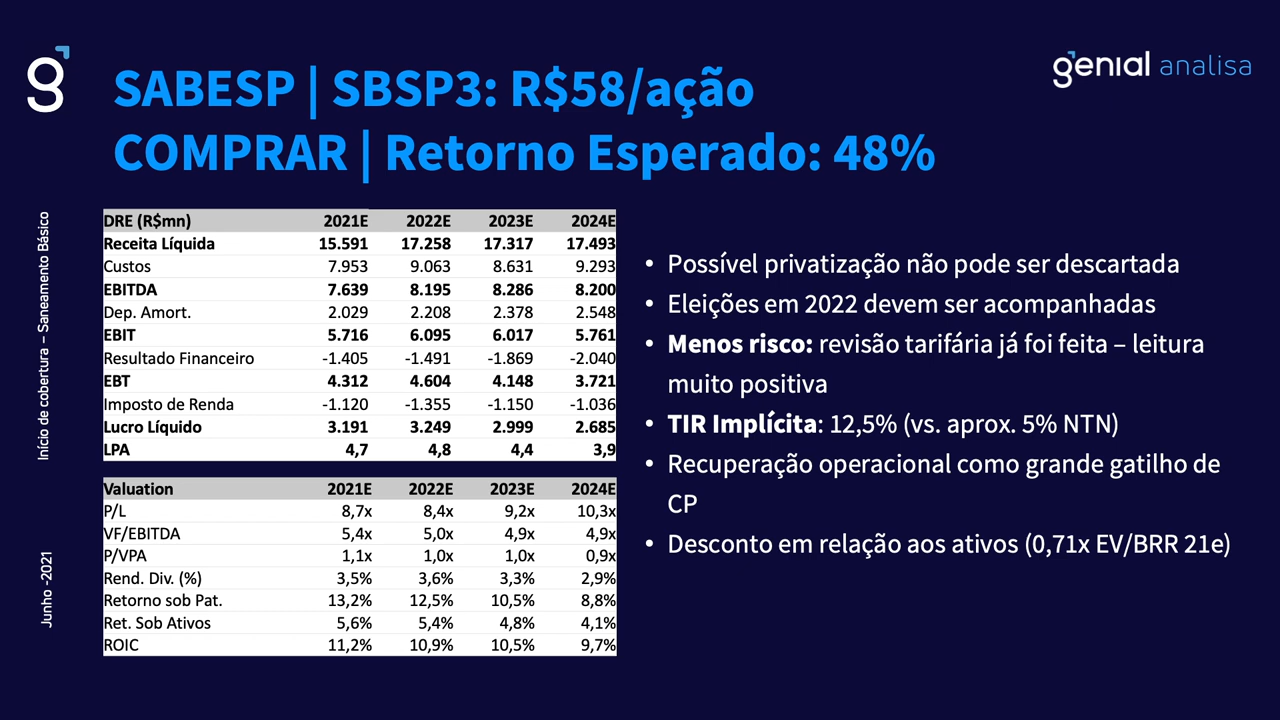 genial analisa
SABESP | SBSP3: R$58/ação
COMPRAR | Retorno Esperado: 48%
Início de cobertura – Saneamento Básico
Junho -2021
DRE (R$mn) 2021E 2022E 2023E 2024E
Receita Líquida 15.591 17.258 17.317 17.493
Custos 7.953 9.063 8.631 9.293
EBITDA 7.639 8.195 8.286 8.200
Dep. Amort. 2.029 2.208 2.378 2.548
EBIT 5.716 6.095 6.017 5.761
Resultado Financeiro -1.405 -1.491 -1.869 -2.040
EBT 4.312 4.604 4.148 3.721
Imposto de Renda -1.120 -1.355 -1.150 -1.036
Lucro Líquido 3.191 3.249 2.999 2.685
LPA 4,7 4,8 4,4 3,9
Valuation 2021E 2022E 2023E 2024E
P/L 8,7x 8,4x 9,2x 10,3x
VF/EBITDA 5,4x 5,0x 4,9x 4,9x
P/VPA 1,1x 1,0x 1,0x 0,9x
Rend. Div. (%) 3,5% 3,6% 3,3% 2,9%
Retorno sob Pat. 13,2% 12,5% 10,5% 8,8%
Ret. Sob Ativos 5,6% 5,4% 4,8% 4,1%
ROIC 11,2% 10,9% 10,5% 9,7%
• Possível privatização não pode ser descartada
• Eleições em 2022 devem ser acompanhadas
• Menos risco: revisão tarifária já foi feita – leitura
muito positiva
• TIR Implícita: 12,5% (vs. aprox. 5% NTN)
• Recuperação operacional como grande gatilho de
CP
• Desconto em relação aos ativos (0,71x EV/BRR 21e)